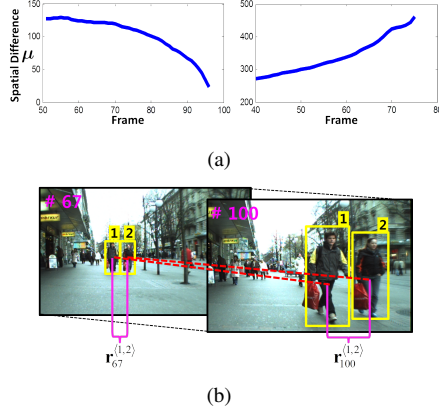 Spatial Difference
μ
150
100
50
0
50 60 70 80 90 100
Frame
500
400
300
200
40 50 60 70 80
Frame
(a)
# 67
1 2
# 100
1
2
r⟨1,2⟩67
r⟨1,2⟩100
(b)